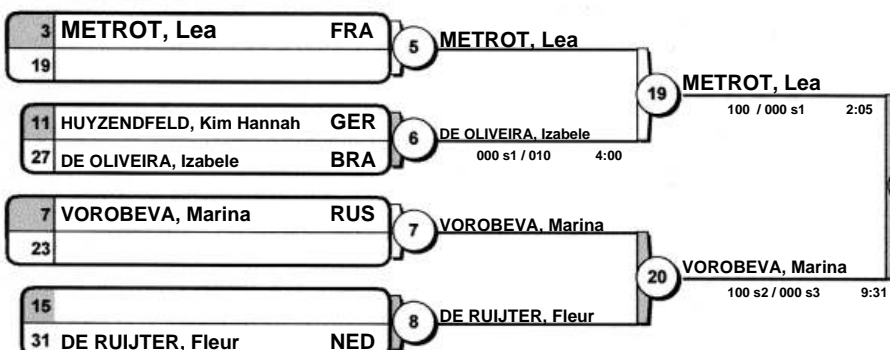 3 METROT, Lea FRA
19
5 METROT, Lea
11 HUYZENDFELD, Kim Hannah GER
27 DE OLIVEIRA, Izabele BRA
6 DE OLIVEIRA, Izabele
000 s1 / 010 4:00
19 METROT, Lea
100 / 000 s1 2:05
7 VOROBEVA, Marina RUS
23
7 VOROBEVA, Marina
15
31 DE RUIJTER, Fleur NED
8 DE RUIJTER, Fleur
20 VOROBEVA, Marina
100 s2 / 000 s3 9:31